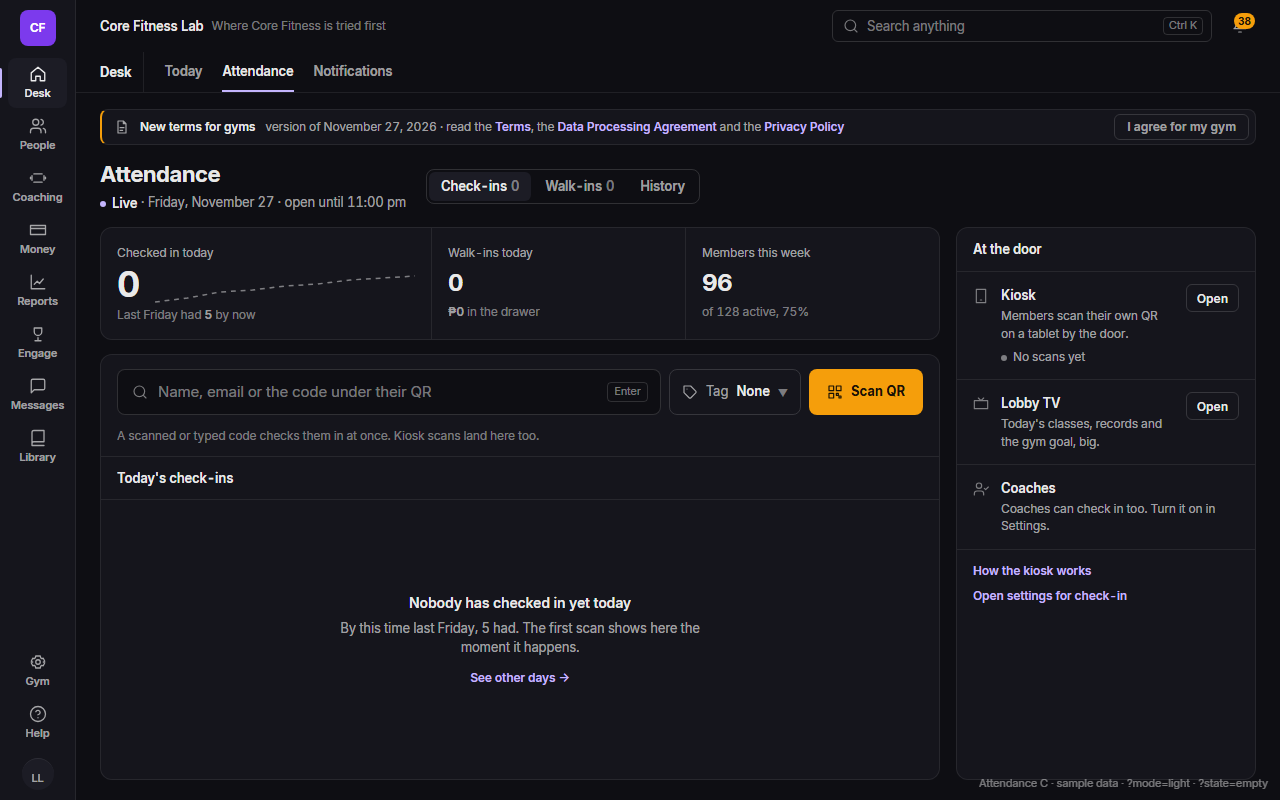 CF
Core Fitness Lab Where Core Fitness is tried first
Search anything Ctrl K
38
Desk Today Attendance Notifications
Desk
People
Coaching
Money
Reports
Engage
Messages
Library
Gym
Help
LL
New terms for gyms version of November 27, 2026 · read the Terms, the Data Processing Agreement and the Privacy Policy
I agree for my gym
Attendance
Live · Friday, November 27 · open until 11:00 pm
Check-ins 0 Walk-ins 0 History
Checked in today
0
Last Friday had 5 by now
Walk-ins today
0
₱0 in the drawer
Members this week
96
of 128 active, 75%
Name, email or the code under their QR Enter
Tag None
Scan QR
A scanned or typed code checks them in at once. Kiosk scans land here too.
Today's check-ins
Nobody has checked in yet today
By this time last Friday, 5 had. The first scan shows here the
moment it happens.
See other days →
At the door
Kiosk
Open
Members scan their own QR
on a tablet by the door.
No scans yet
Lobby TV
Open
Today's classes, records and
the gym goal, big.
Coaches
Coaches can check in too. Turn it on in
Settings.
How the kiosk works
Open settings for check-in
Attendance C · sample data · ?mode=light · ?state=empty